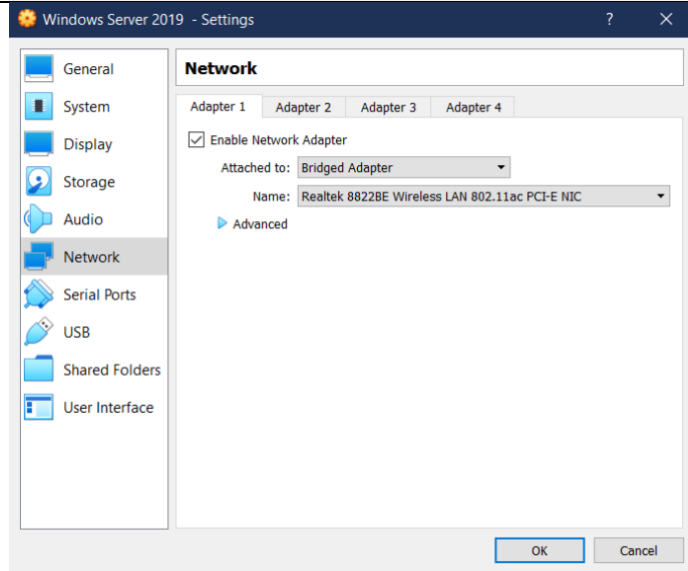 Windows Server 2019 - Settings
? ×
General
System
Display
Storage
Audio
Network
Serial Ports
USB
Shared Folders
User Interface
Network
Adapter 1 Adapter 2 Adapter 3 Adapter 4
Enable Network Adapter
Attached to: Bridged Adapter
Name: Realtek 8822BE Wireless LAN 802.11ac PCI-E NIC
Advanced
OK Cancel